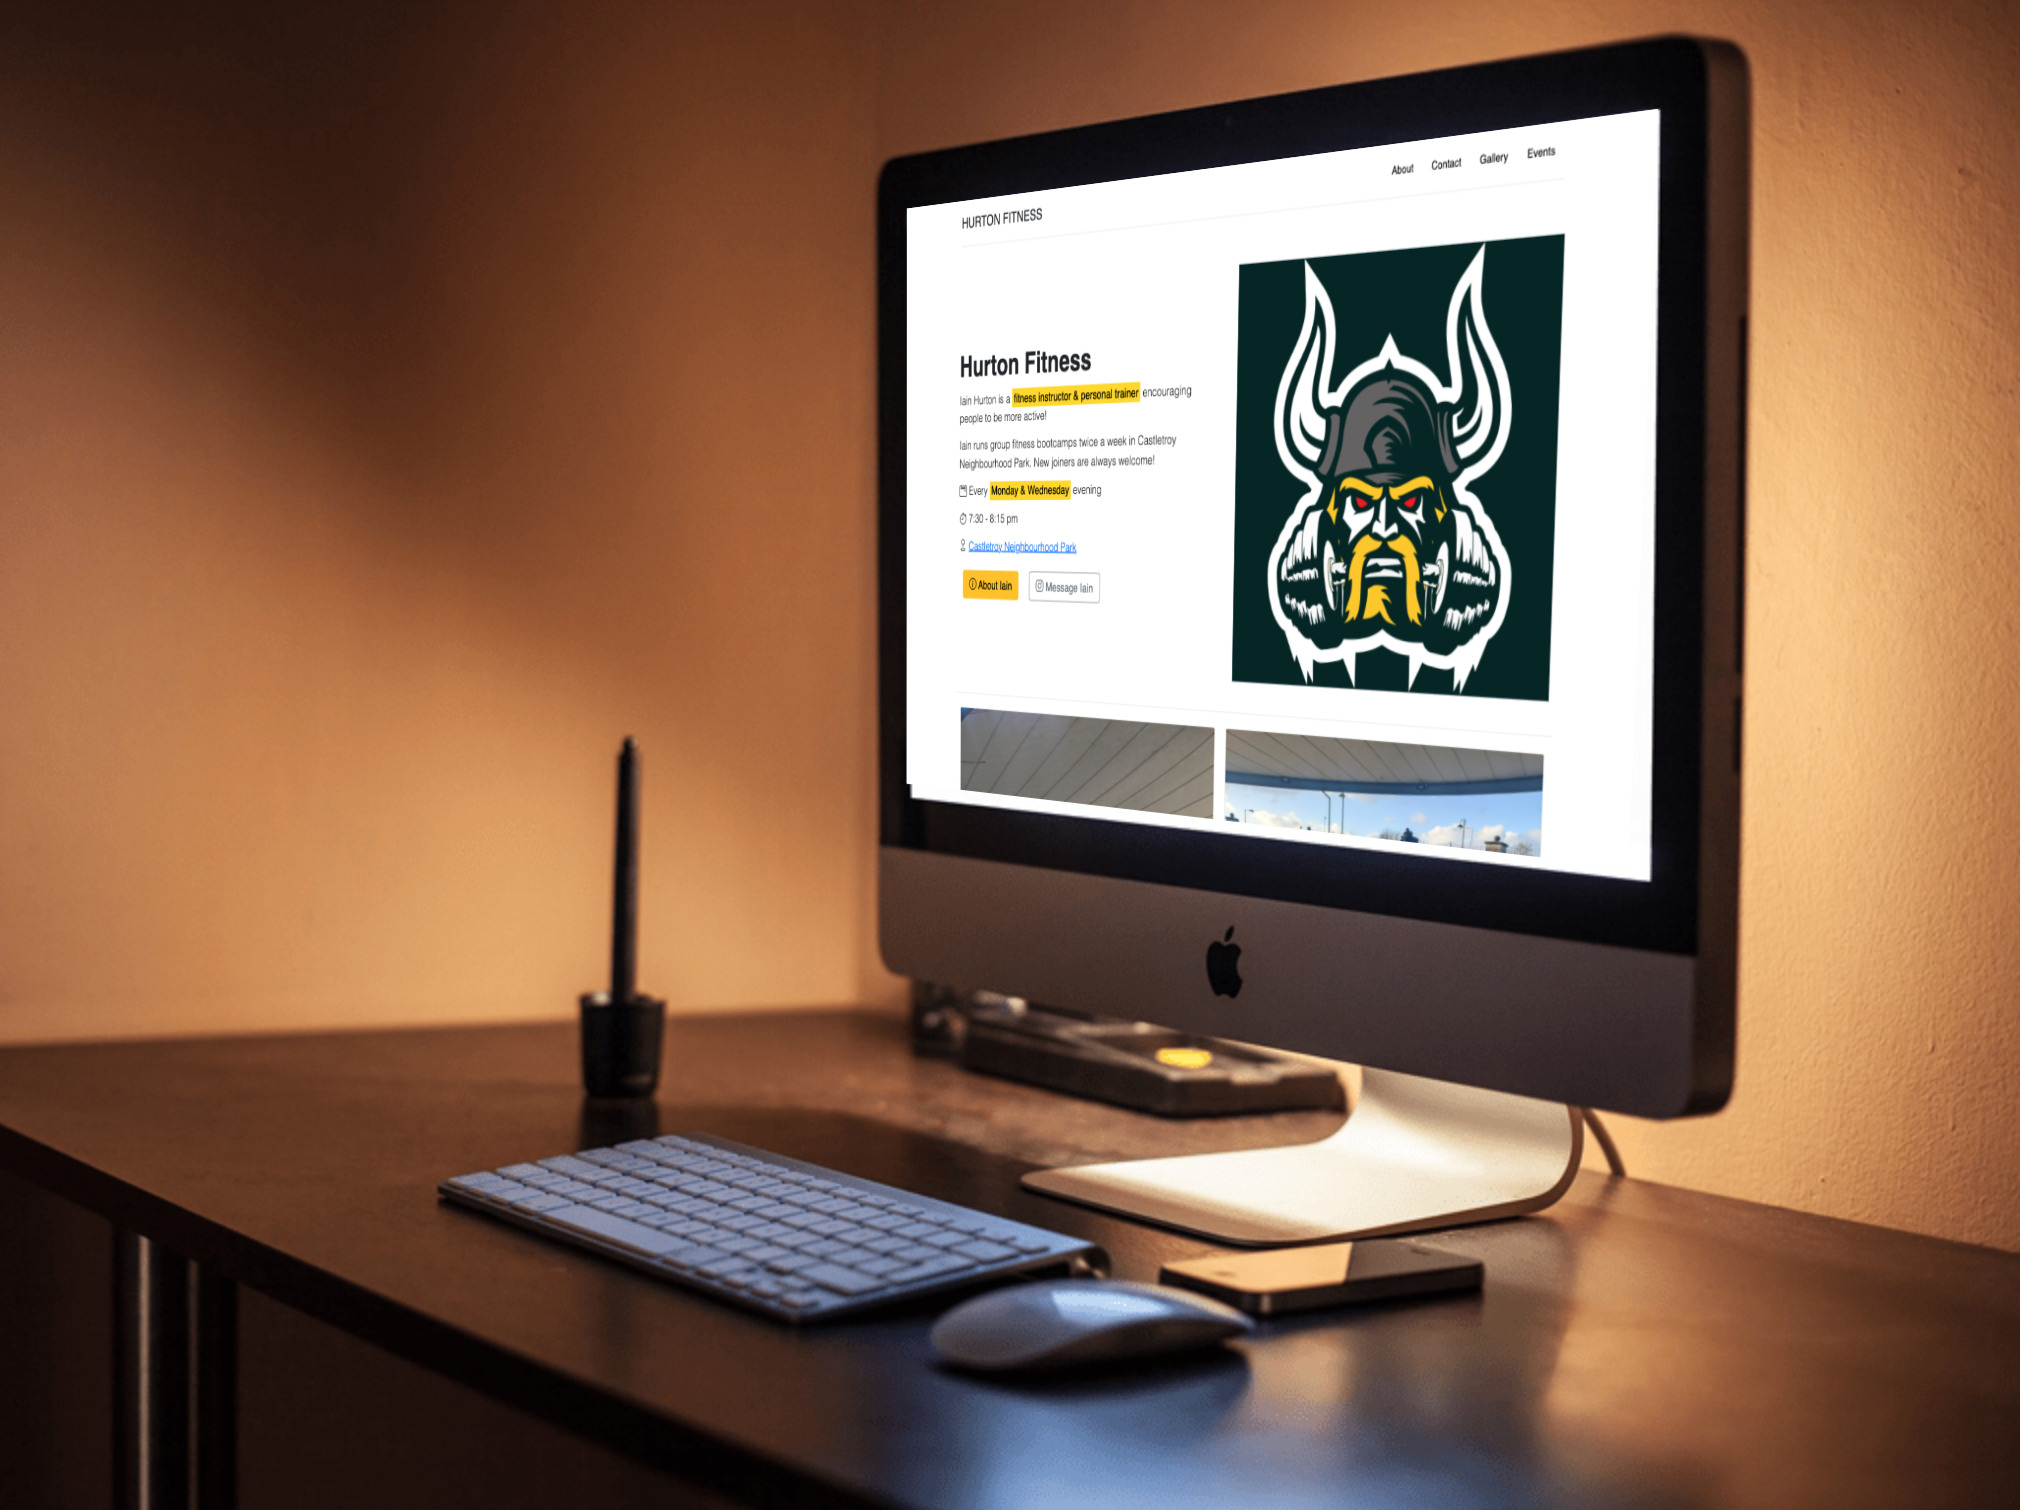 About Contact Gallery Events
HURTON FITNESS
Hurton Fitness
Iain Hurton is a fitness instructor & personal trainer encouraging
people to be more active!
Iain runs group fitness bootcamps twice a week in Castletroy
Neighbourhood Park. New joiners are always welcome!
Every Monday & Wednesday evening
7:30 - 8:15 pm
Castletroy Neighbourhood Park
About Iain Message Iain